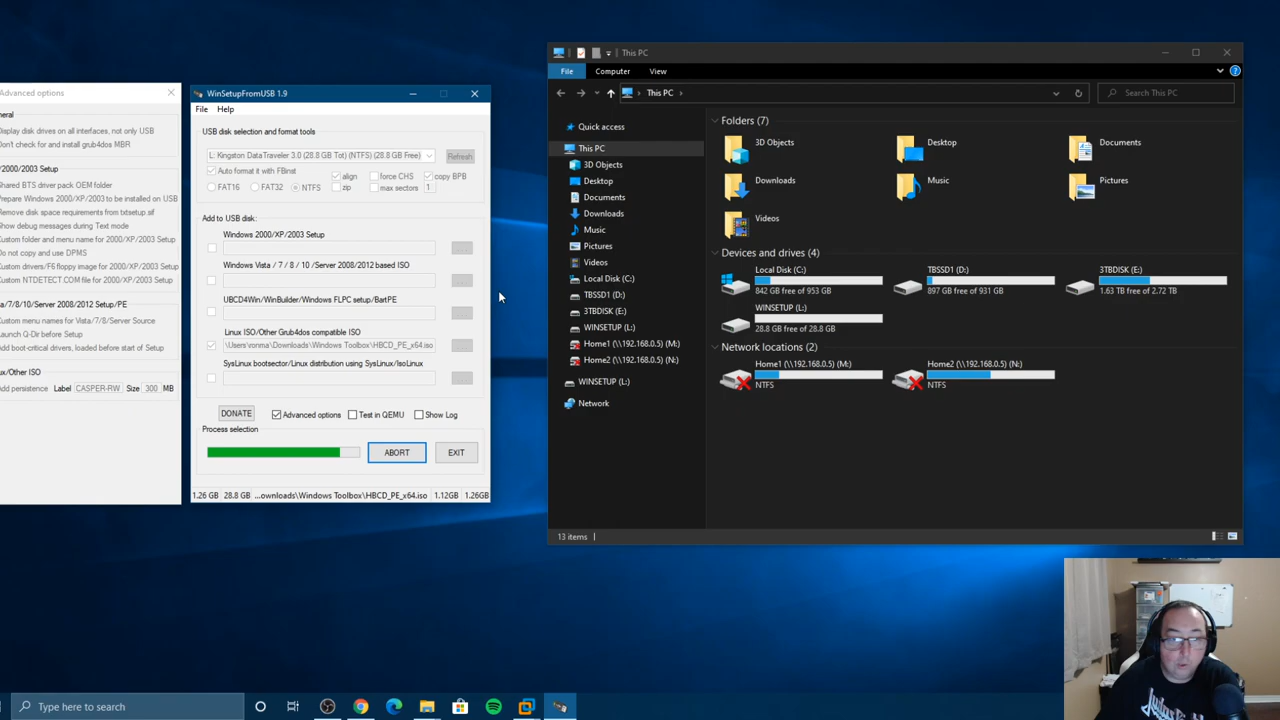 Advanced options
neral
Display disk drives on all interfaces, not only USB
Don't check for and install grub4dos MBR
/2000/2003 Setup
Shared BTS driver pack OEM folder
Prepare Windows 2000/XP/2003 to be installed on USB
Remove disk space requirements from txtsetup.sif
Show debug messages during Text mode
Custom folder and menu name for 2000/XP/2003 Setup
Do not copy and use DPMS
Custom drivers/F6 floppy image for 2000/XP/2003
Custom NTDETECT.COM file for 2000/XP/2003 Setup
a/7/8/10/Server 2008/2012 Setup/PE
Custom menu names for Vista/7/8/Server Source
Launch Q-Dir before Setup
Add boot-critical drivers, loaded before start of Setup
ux/Other ISO
Add persistence Label CASPER-RW Size 300 MB
WinSetupFromUSB 1.9
File Help
USB disk selection and format tools
L: Kingston DataTraveler 3.0 (28.8 GB Tot) (NTFS) (28.8 GB Free) Refresh
Auto format it with FBinst align force CHS copy BPB
FAT16 FAT32 NTFS zip max sectors 1
Add to USB disk:
Windows 2000/XP/2003 Setup
...
Windows Vista / 7 / 8 / 10 /Server 2008/2012 based ISO
...
UBCD4Win/WinBuilder/Windows FLPC setup/BartPE
...
Linux ISO/Other Grub4dos compatible ISO
\Users\ronma\Downloads\Windows Toolbox\HBCD_PE_x64.iso ...
SysLinux bootsector/Linux distribution using SysLinux/IsoLinux
...
DONATE Advanced options Test in QEMU Show Log
Process selection
ABORT EXIT
1.26 GB 28.8 GB ...ownloads\Windows Toolbox\HBCD_PE_x64.iso 1.12GB 1.26GB
This PC
File Computer View
This PC
Search This PC
Quick access
This PC
3D Objects
Desktop
Documents
Downloads
Music
Pictures
Videos
Local Disk (C:)
TBSSD1 (D:)
3TBDISK (E:)
WINSETUP (L:)
Home1 (\\192.168.0.5) (M:)
Home2 (\\192.168.0.5) (N:)
WINSETUP (L:)
Network
Folders (7)
3D Objects Desktop Documents
Downloads Music Pictures
Videos
Devices and drives (4)
Local Disk (C:) TBSSD1 (D:) 3TBDISK (E:)
842 GB free of 953 GB 897 GB free of 931 GB 1.63 TB free of 2.72 TB
WINSETUP (L:)
28.8 GB free of 28.8 GB
Network locations (2)
Home1 (\\192.168.0.5) (M:) Home2 (\\192.168.0.5) (N:)
NTFS NTFS
13 items
Type here to search